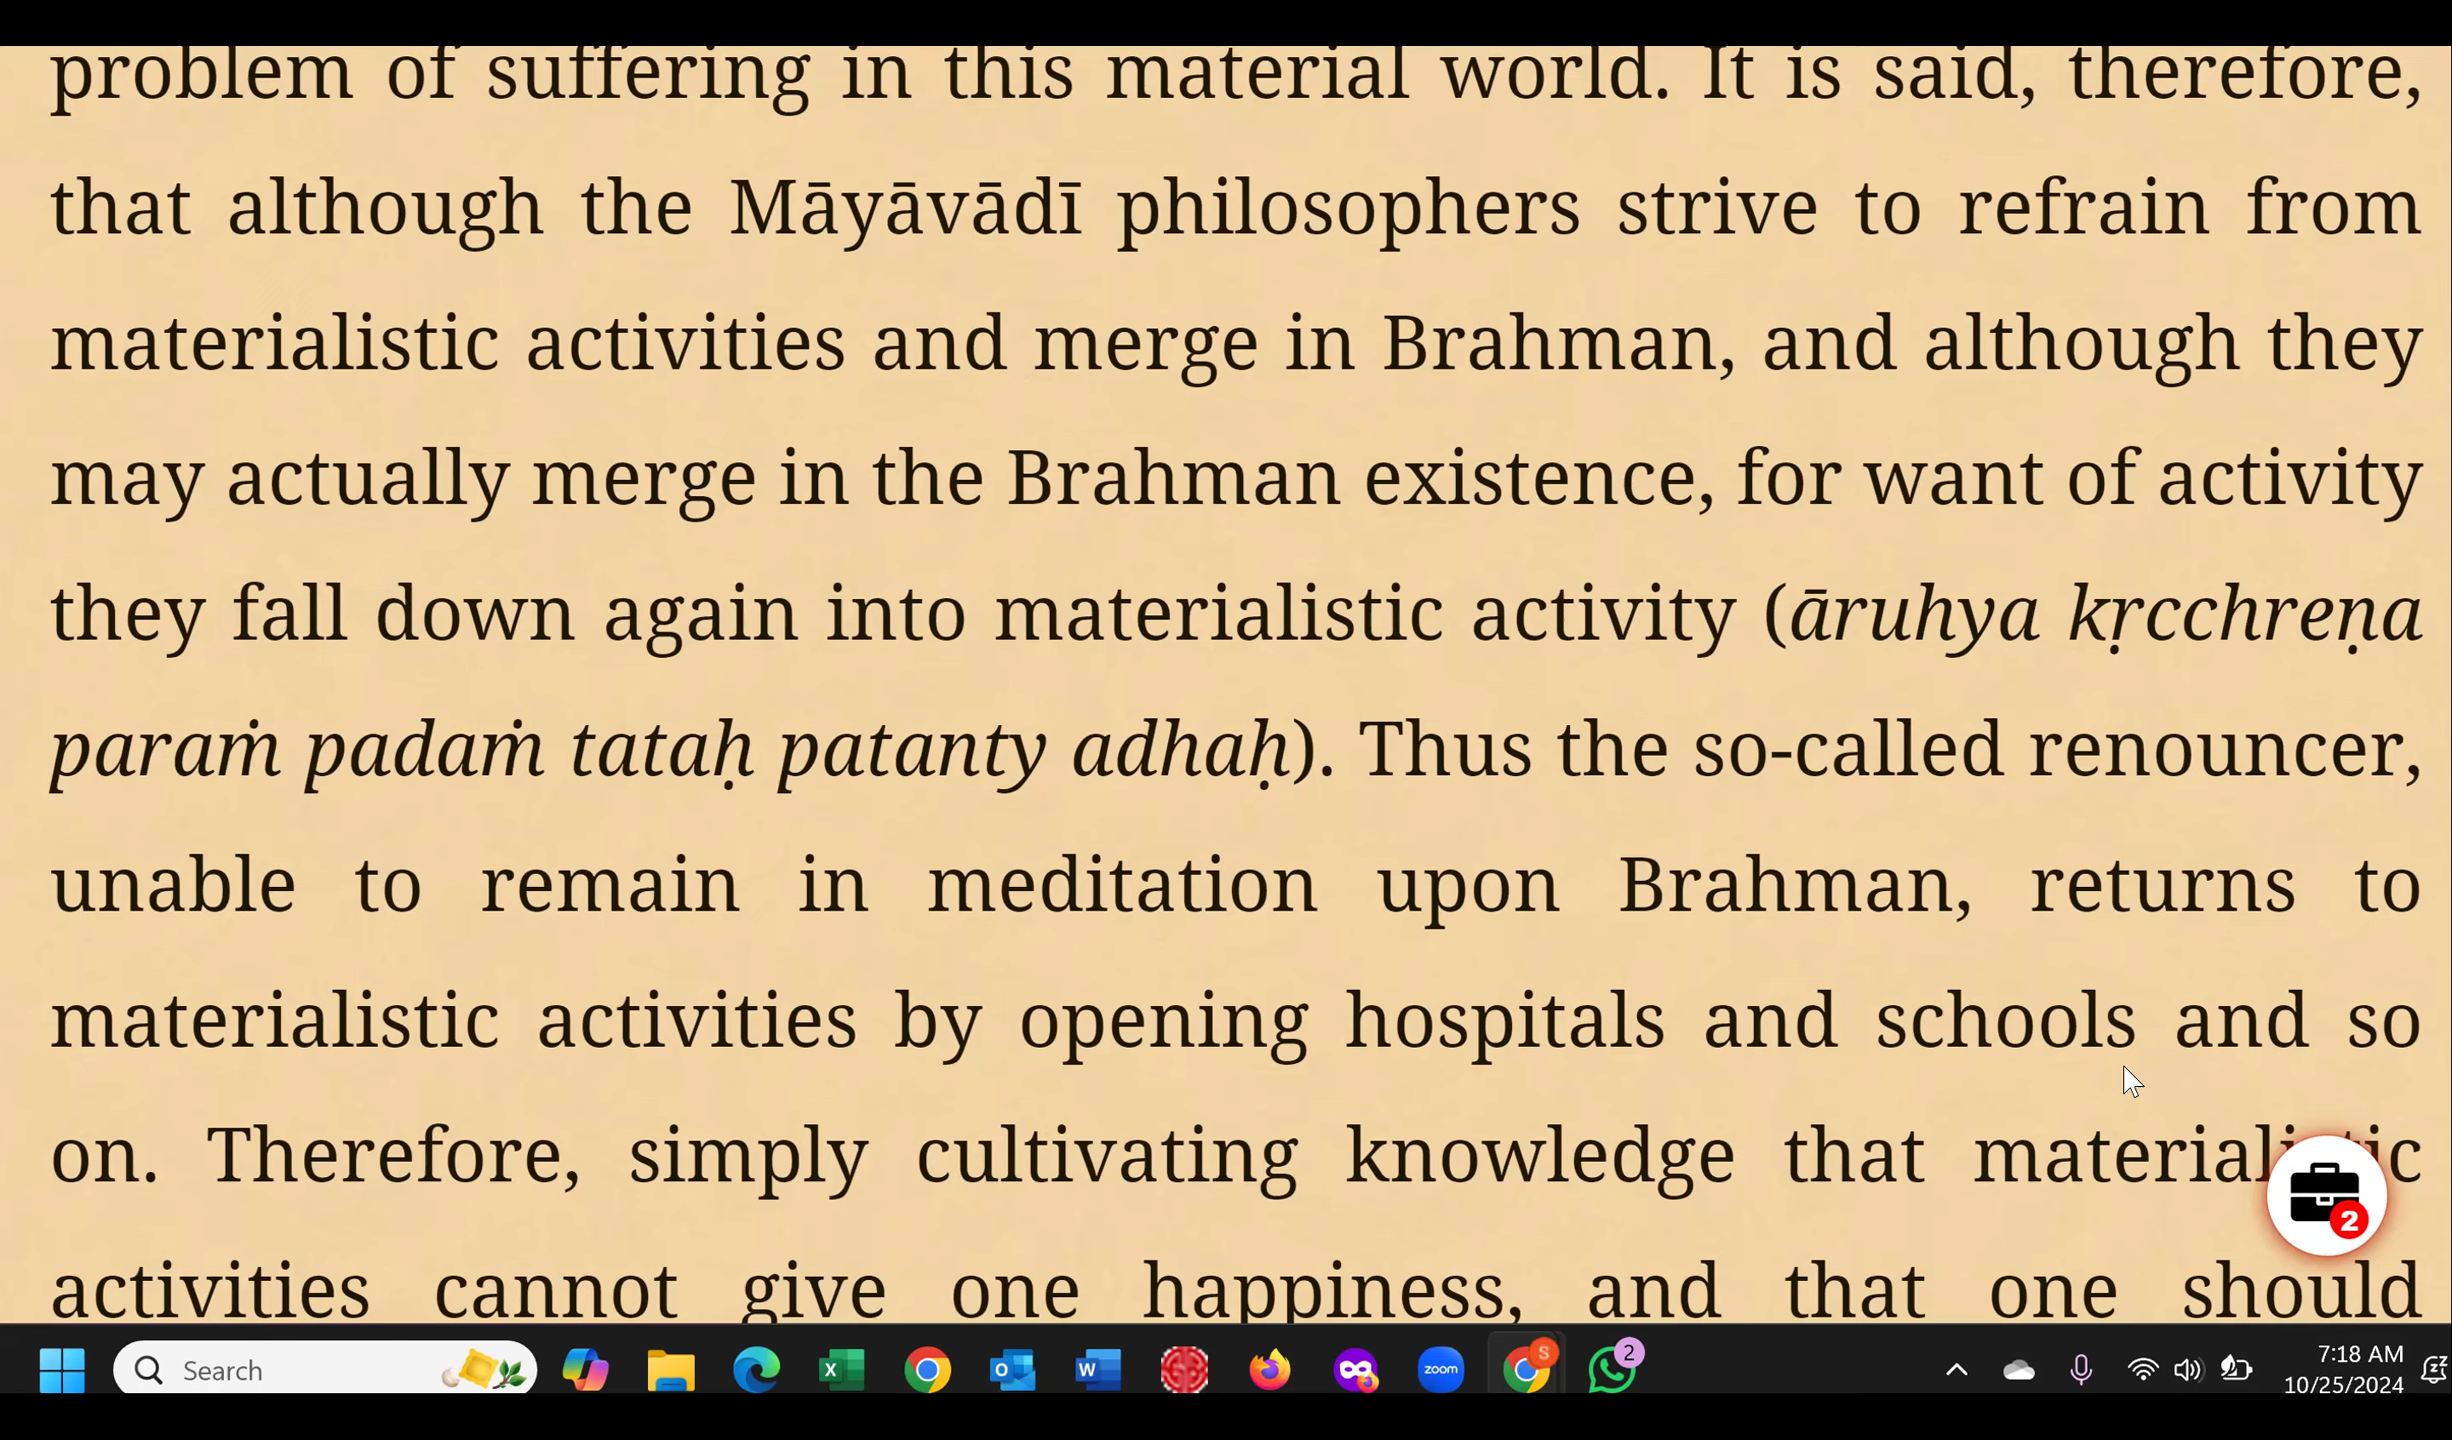 problem of suffering in this material world. It is said, therefore,
that although the Māyāvādī philosophers strive to refrain from
materialistic activities and merge in Brahman, and although they
may actually merge in the Brahman existence, for want of activity
they fall down again into materialistic activity (āruhya kṛcchreṇa
paraṁ padaṁ tataḥ patanty adhaḥ). Thus the so-called renouncer,
unable to remain in meditation upon Brahman, returns to
materialistic activities by opening hospitals and schools and so
on. Therefore, simply cultivating knowledge that materialistic
2
activities cannot give one happiness, and that one should
Search
X
O
W
zoom
S
2
7:18 AM
10/25/2024